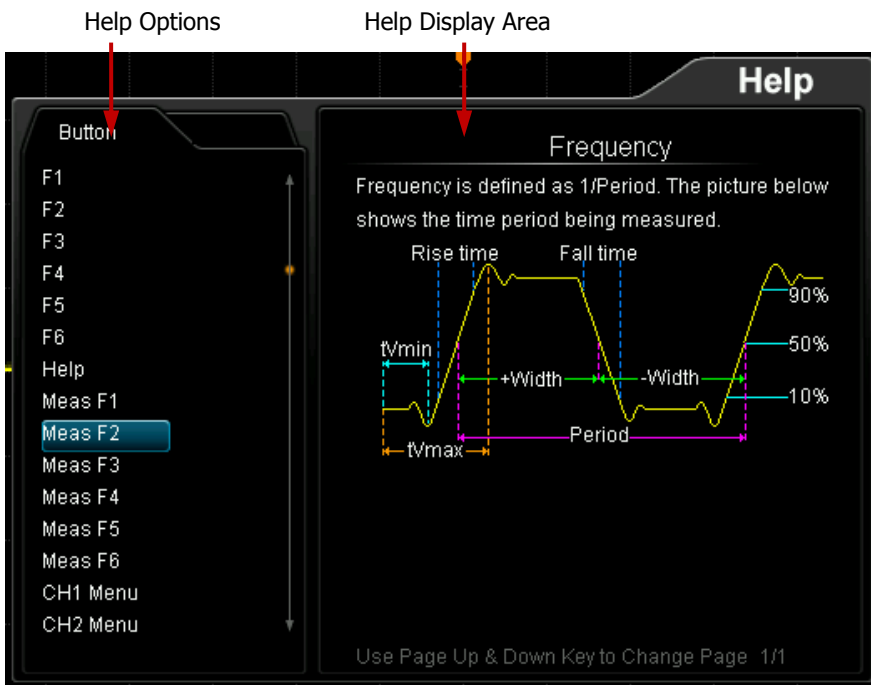 Help Options
Help Display Area
Help
Button
F1
F2
F3
F4
F5
F6
Help
Meas F1
Meas F2
Meas F3
Meas F4
Meas F5
Meas F6
CH1 Menu
CH2 Menu
Frequency
Frequency is defined as 1/Period. The picture below
shows the time period being measured.
Rise time
Fall time
90%
tVmin
50%
+Width
-Width
10%
Period
tVmax
Use Page Up & Down Key to Change Page 1/1